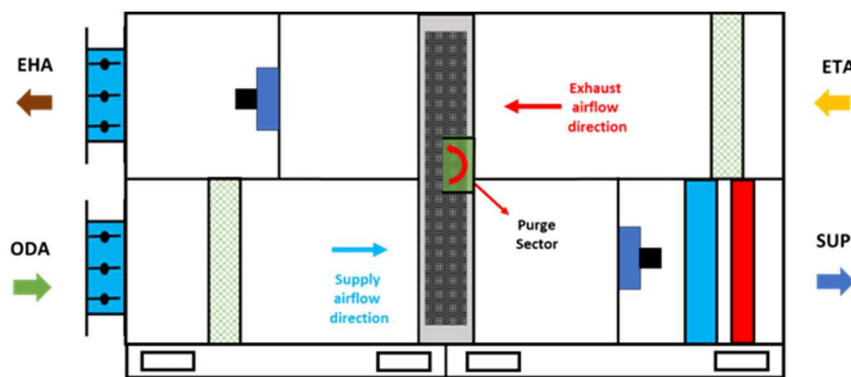 EHA
ETA
Exhaust
airflow
direction
Purge
Sector
ODA
SUP
Supply
airflow
direction